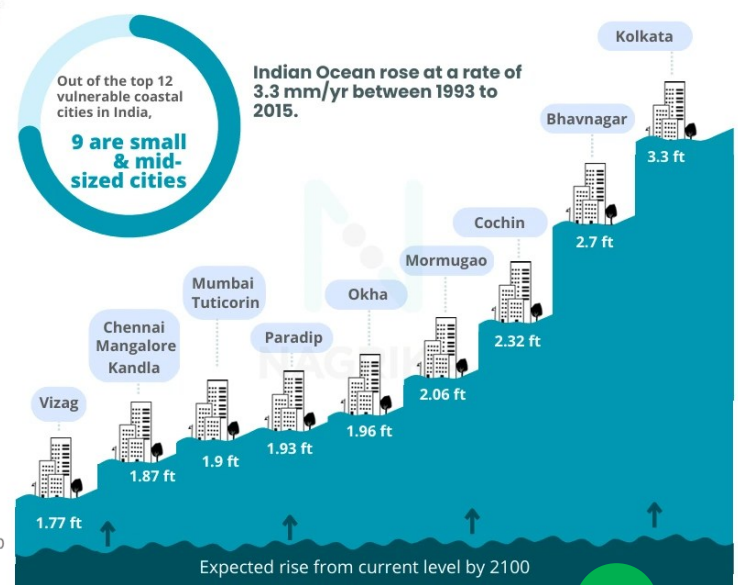 Out of the top 12
vulnerable coastal
cities in India,
9 are small
& mid-
sized cities
Indian Ocean rose at a rate of
3.3 mm/yr between 1993 to
2015.
Kolkata
3.3 ft
Bhavnagar
2.7 ft
Cochin
2.32 ft
Mormugao
2.06 ft
Okha
1.96 ft
Paradip
1.93 ft
Mumbai
Tuticorin
1.9 ft
Chennai
Mangalore
Kandla
1.87 ft
Vizag
1.77 ft
Expected rise from current level by 2100